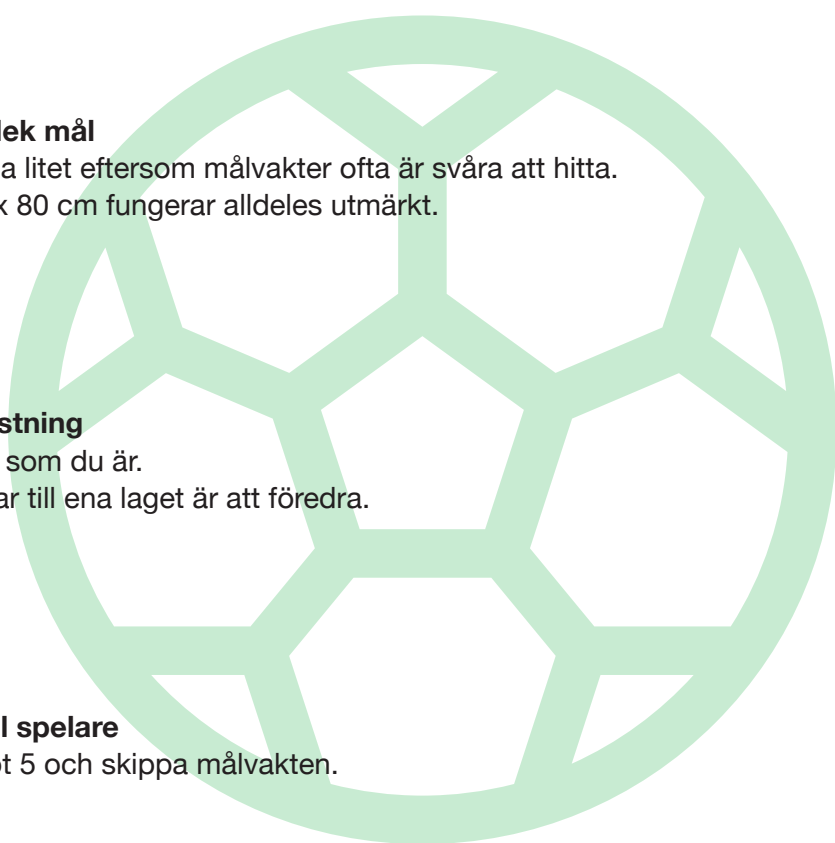 lek mål
a litet eftersom målvakter ofta är svåra att hitta.
x 80 cm fungerar alldeles utmärkt.
stning
som du är.
ar till ena laget är att föredra.
l spelare
ot 5 och skippa målvakten.